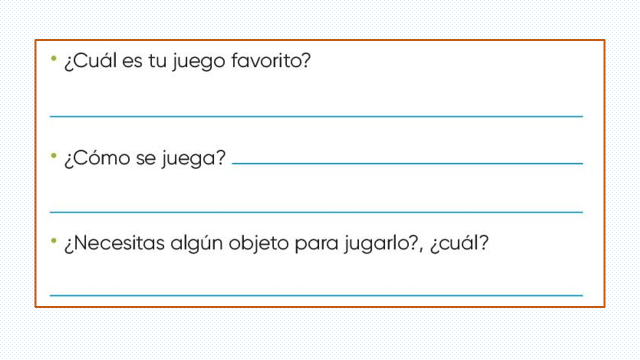 • ¿Cuál es tu juego favorito?
• ¿Cómo se juega?
• ¿Necesitas algún objeto para jugarlo?, ¿cuál?